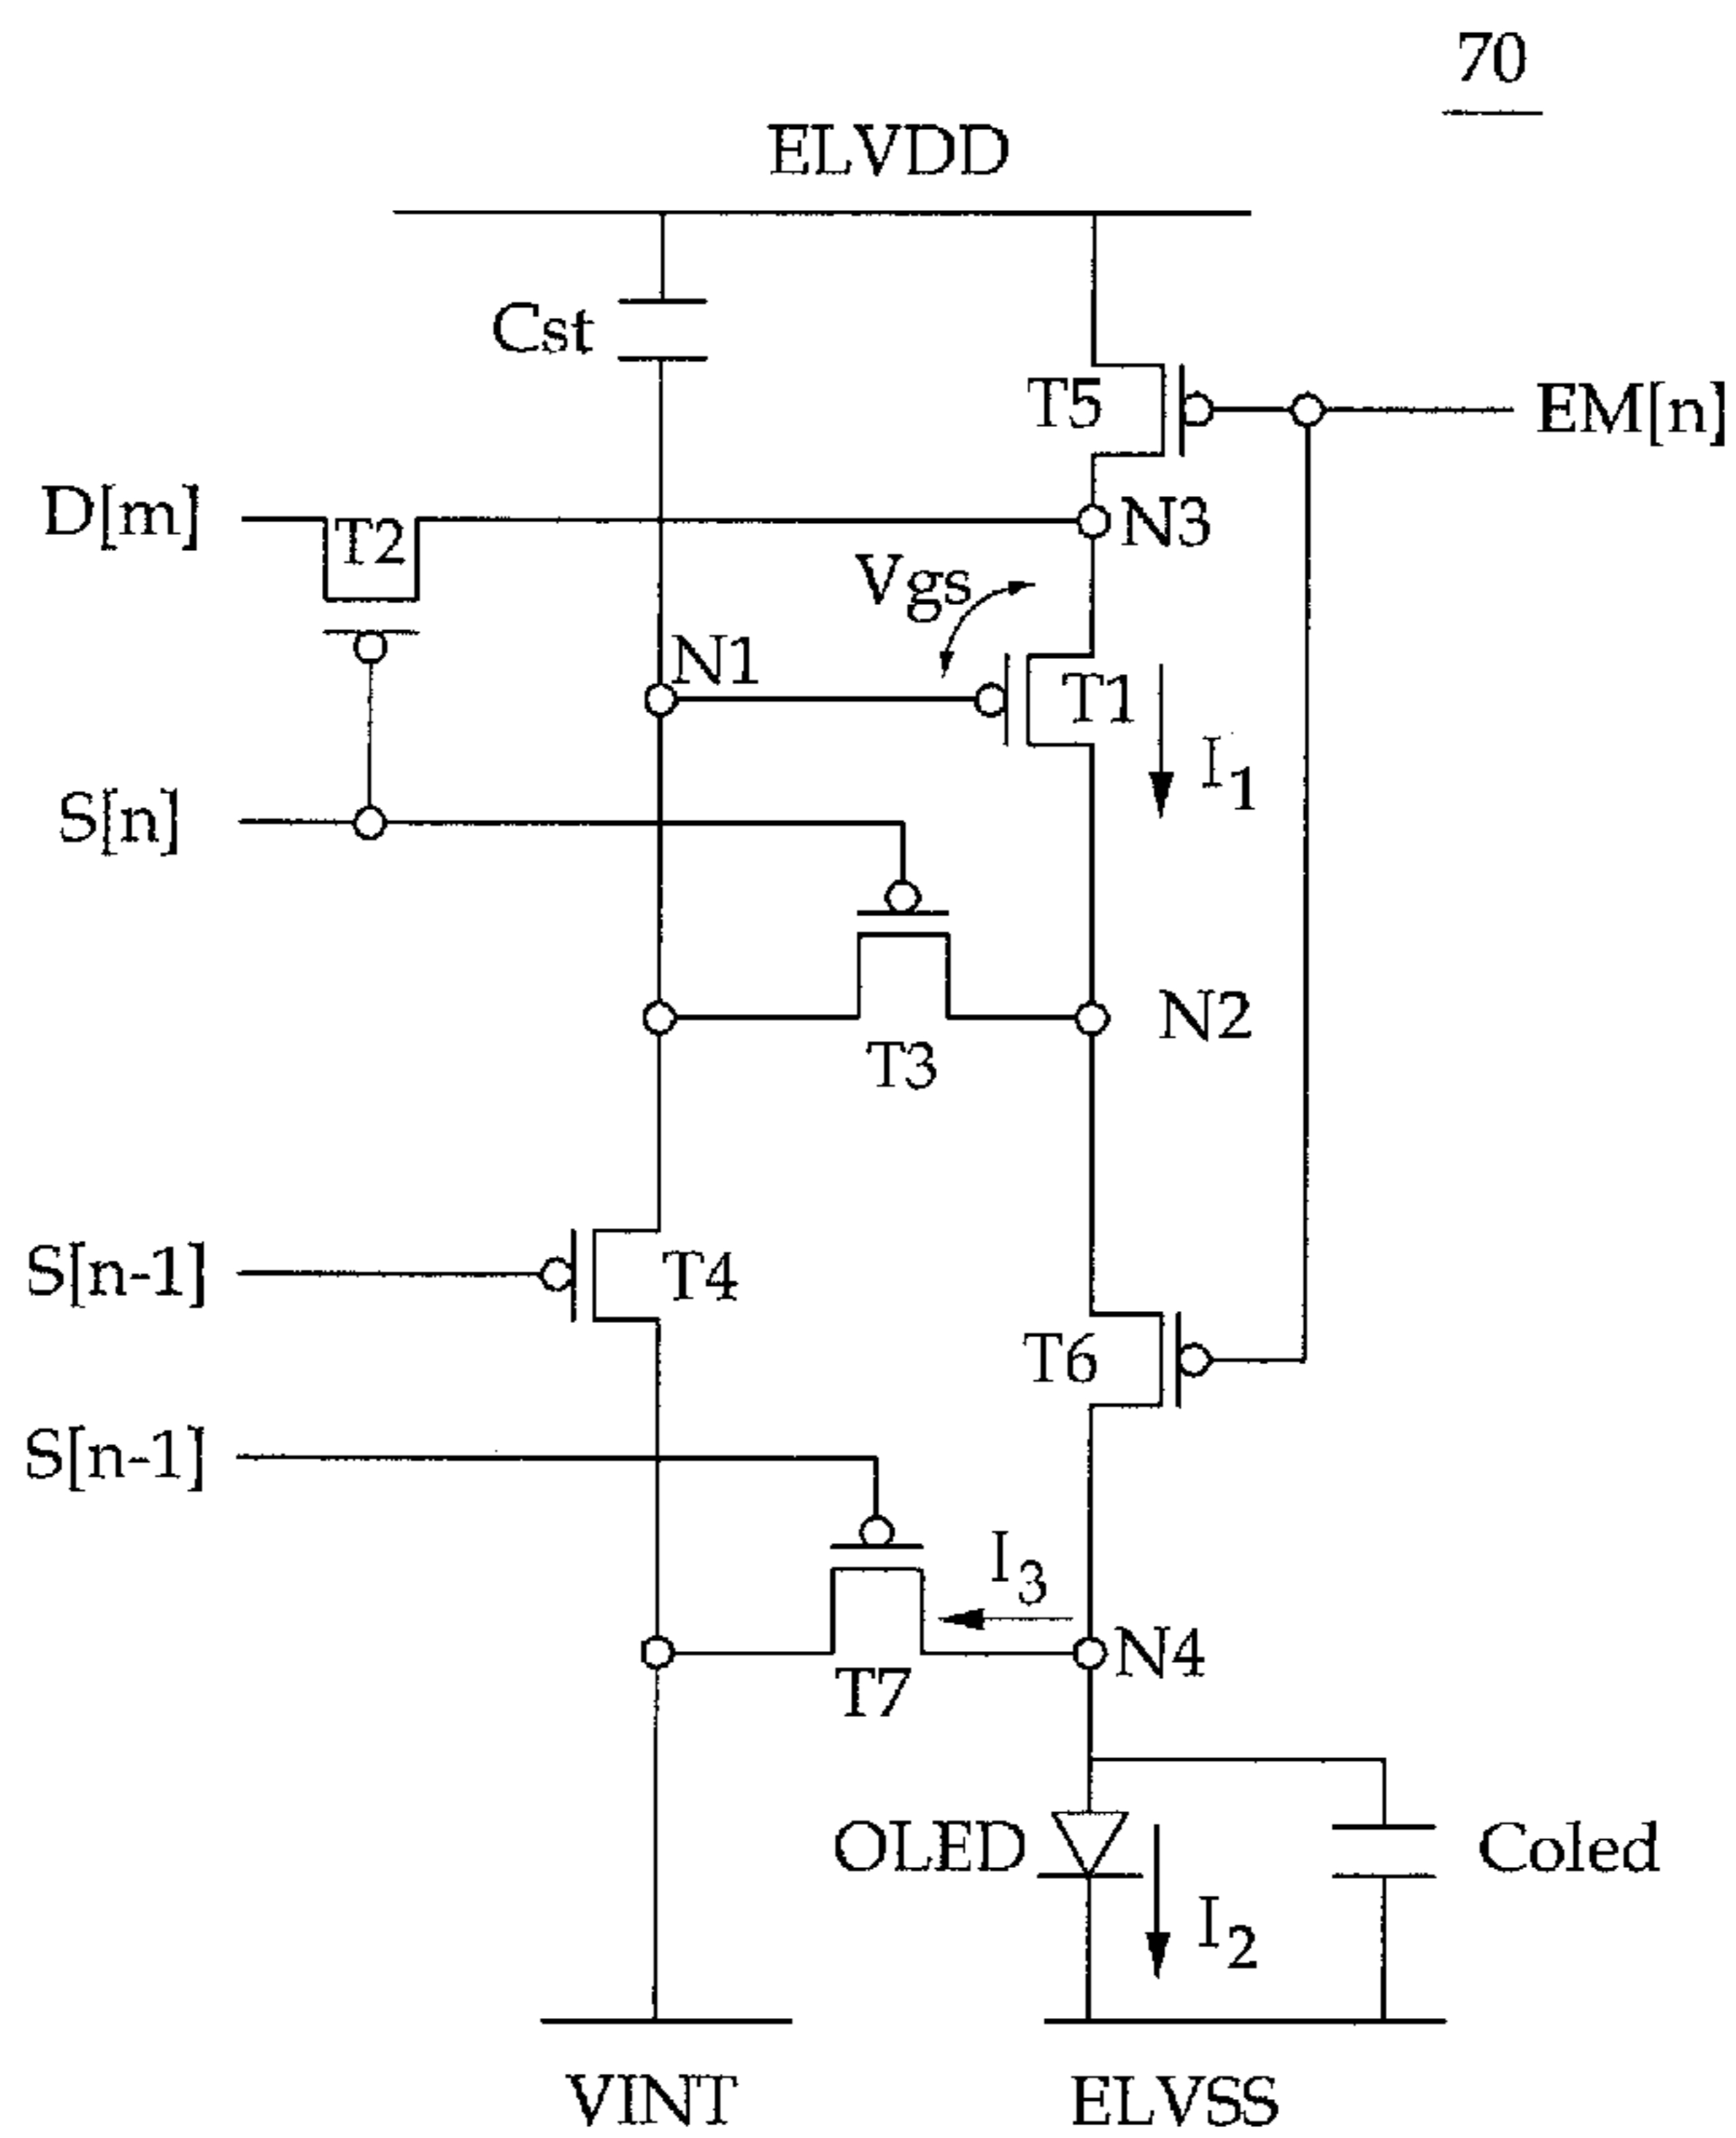 70
ELVDD
Cst
T5
EM[n]
D[m]
T2
N3
Vgs
N1
T1
I1
S[n]
N2
T3
S[n-1]
T4
T6
S[n-1]
I3
N4
T7
OLED
Coled
I2
VINT
ELVSS